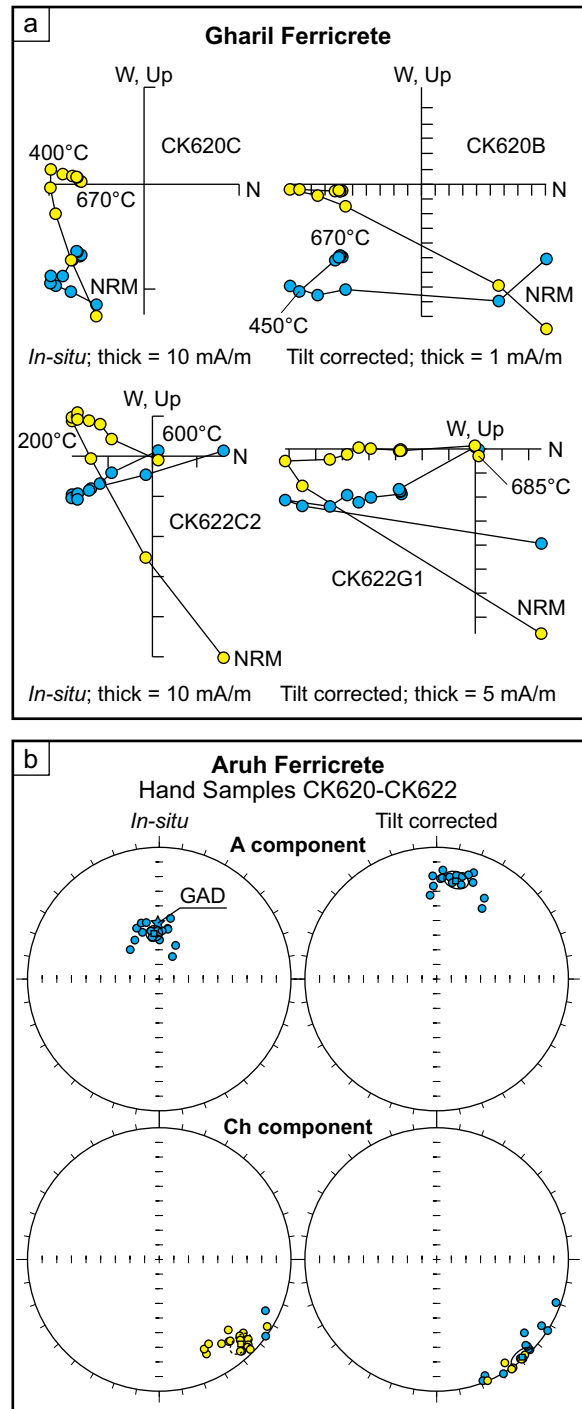 a
Gharil Ferricrete
W, Up
W, Up
400°C
CK620C
CK620B
N
N
670°C
670°C
NRM
NRM
450°C
In-situ; thick = 10 mA/m
Tilt corrected; thick = 1 mA/m
W, Up
200°C
600°C
N
N
685°C
CK622C2
CK622G1
NRM
NRM
In-situ; thick = 10 mA/m
Tilt corrected; thick = 5 mA/m
b
Aruh Ferricrete
Hand Samples CK620-CK622
In-situ
Tilt corrected
A component
GAD
Ch component